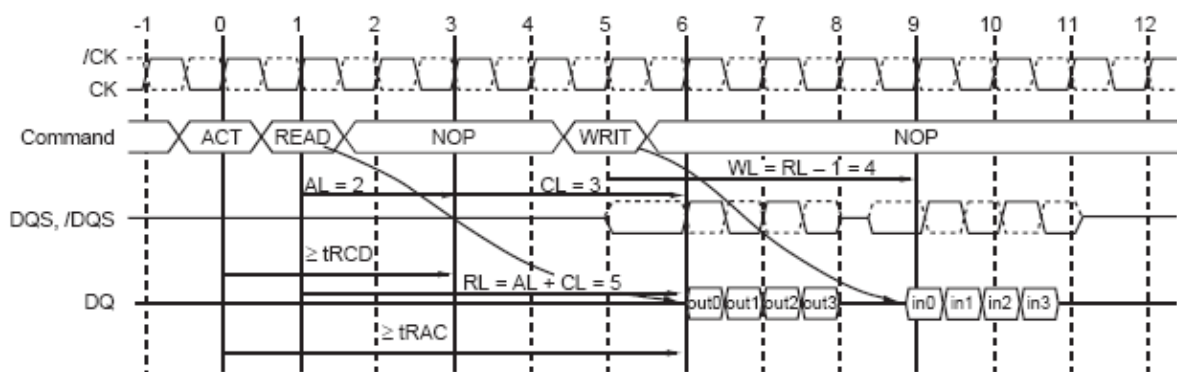 -1 0 1 2 3 4 5 6 7 8 9 10 11 12
/CK
CK
Command ACT READ NOP WRIT NOP
WL = RL – 1 = 4
AL = 2 CL = 3
DQS, /DQS
≥ tRCD
RL = AL + CL = 5
DQ out0 out1 out2 out3 in0 in1 in2 in3
≥ tRAC